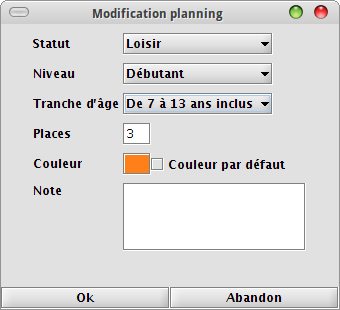 Modification planning
Statut Loisir
Niveau Débutant
Tranche d'âge De 7 à 13 ans inclus
Places 3
Couleur Couleur par défaut
Note
Ok Abandon